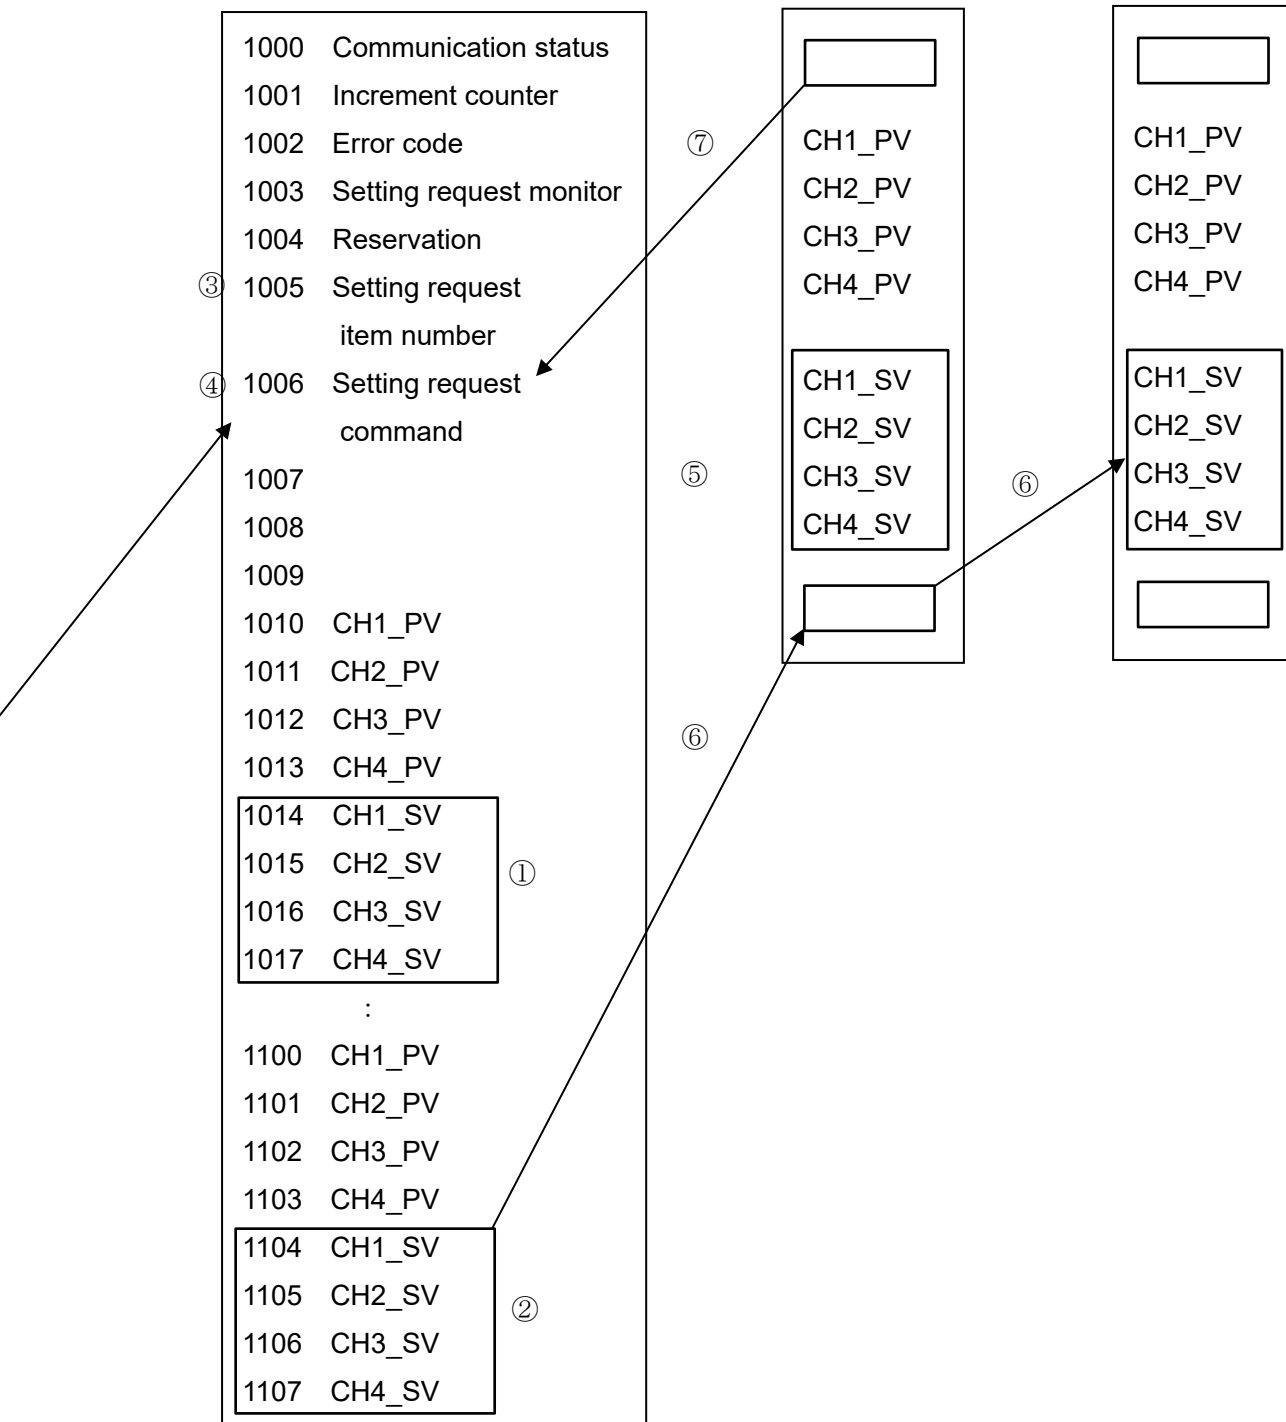 1000 Communication status
1001 Increment counter
1002 Error code
1003 Setting request monitor
1004 Reservation
③ 1005 Setting request
item number
④ 1006 Setting request
command
1007
1008
1009
1010 CH1_PV
1011 CH2_PV
1012 CH3_PV
1013 CH4_PV
1014 CH1_SV
1015 CH2_SV
①
1016 CH3_SV
1017 CH4_SV
:
1100 CH1_PV
1101 CH2_PV
1102 CH3_PV
1103 CH4_PV
1104 CH1_SV
1105 CH2_SV
②
1106 CH3_SV
1107 CH4_SV
⑦
⑤
⑥
CH1_PV
CH2_PV
CH3_PV
CH4_PV
CH1_SV
CH2_SV
CH3_SV
CH4_SV
⑥
CH1_PV
CH2_PV
CH3_PV
CH4_PV
CH1_SV
CH2_SV
CH3_SV
CH4_SV